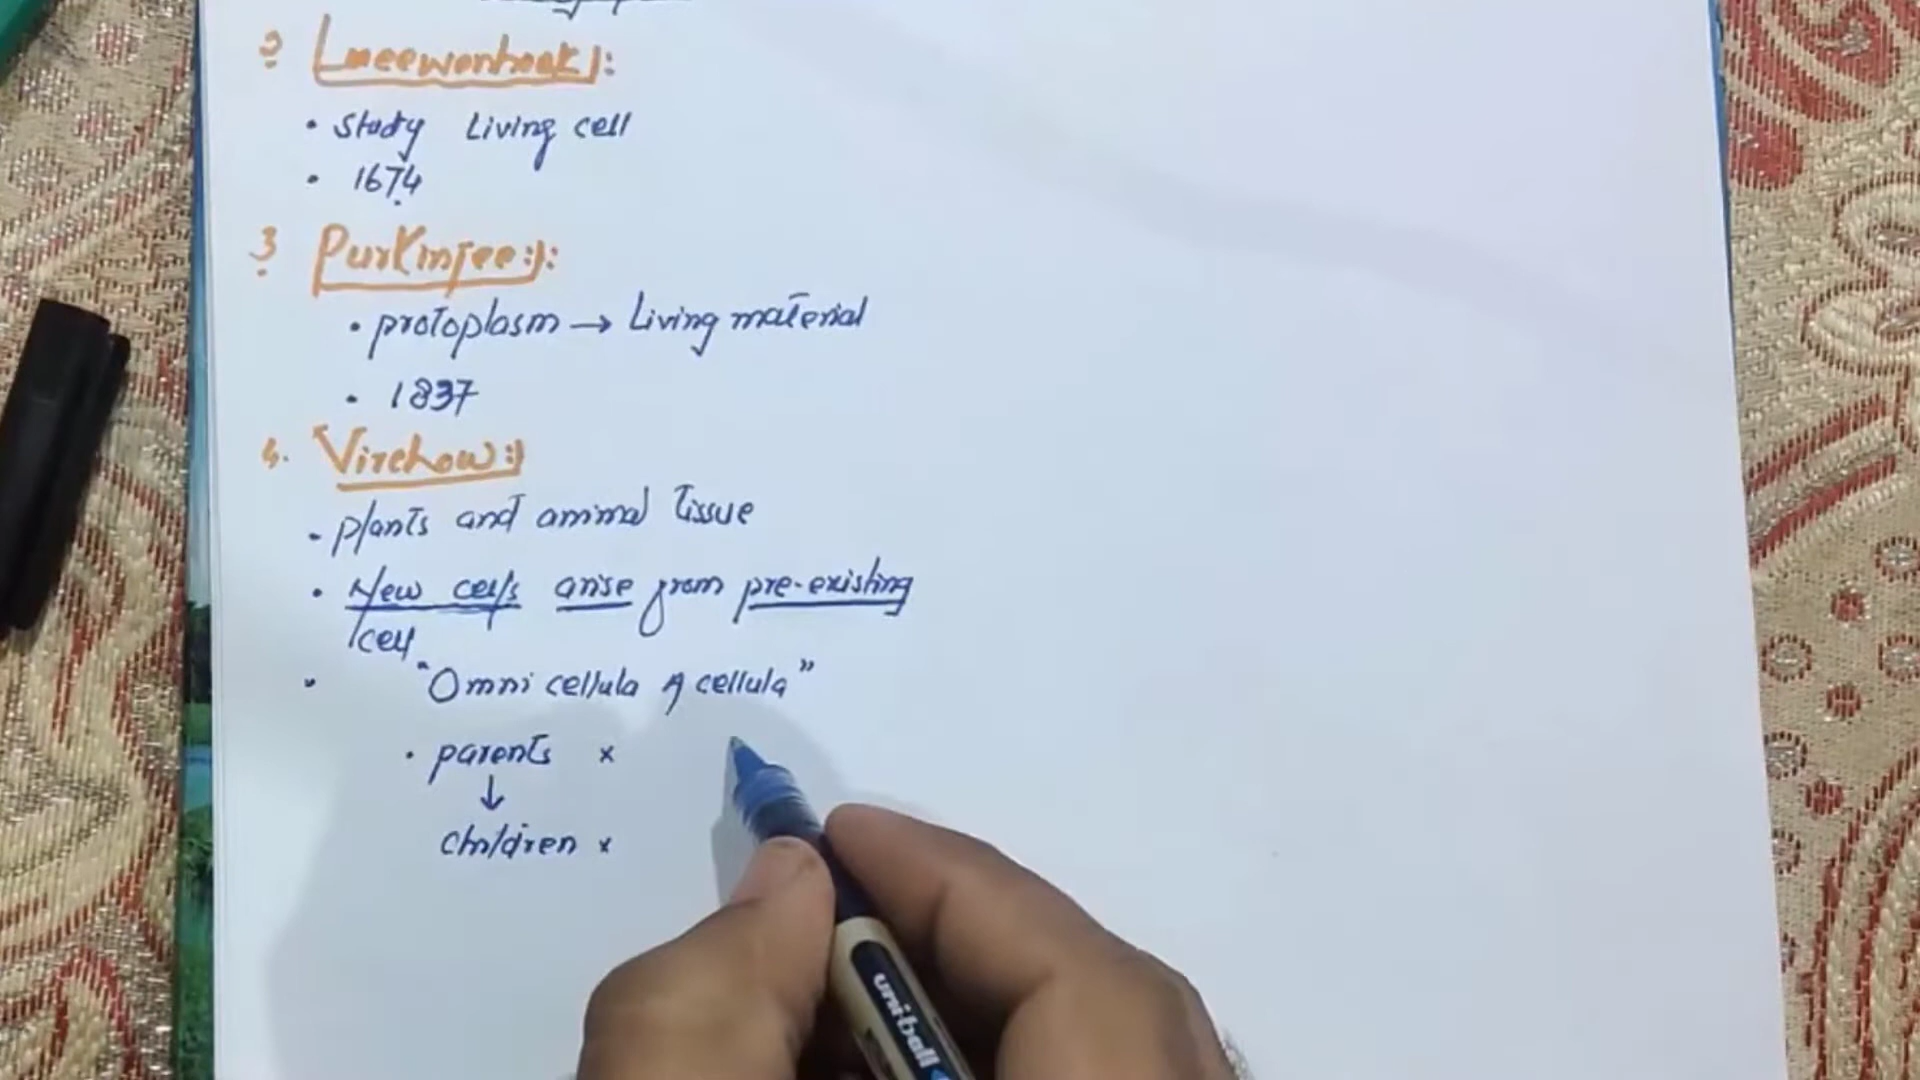 2 Leeewenhoek:
• Study Living cell
• 1674
3 Purkinjee:
• protoplasm → Living material
• 1837
4. Virchow:
• plants and animal tissue
• New cells arise from pre-existing
cell
• "Omni cellula A cellula"
• parents ×
↓
children ×
uniball